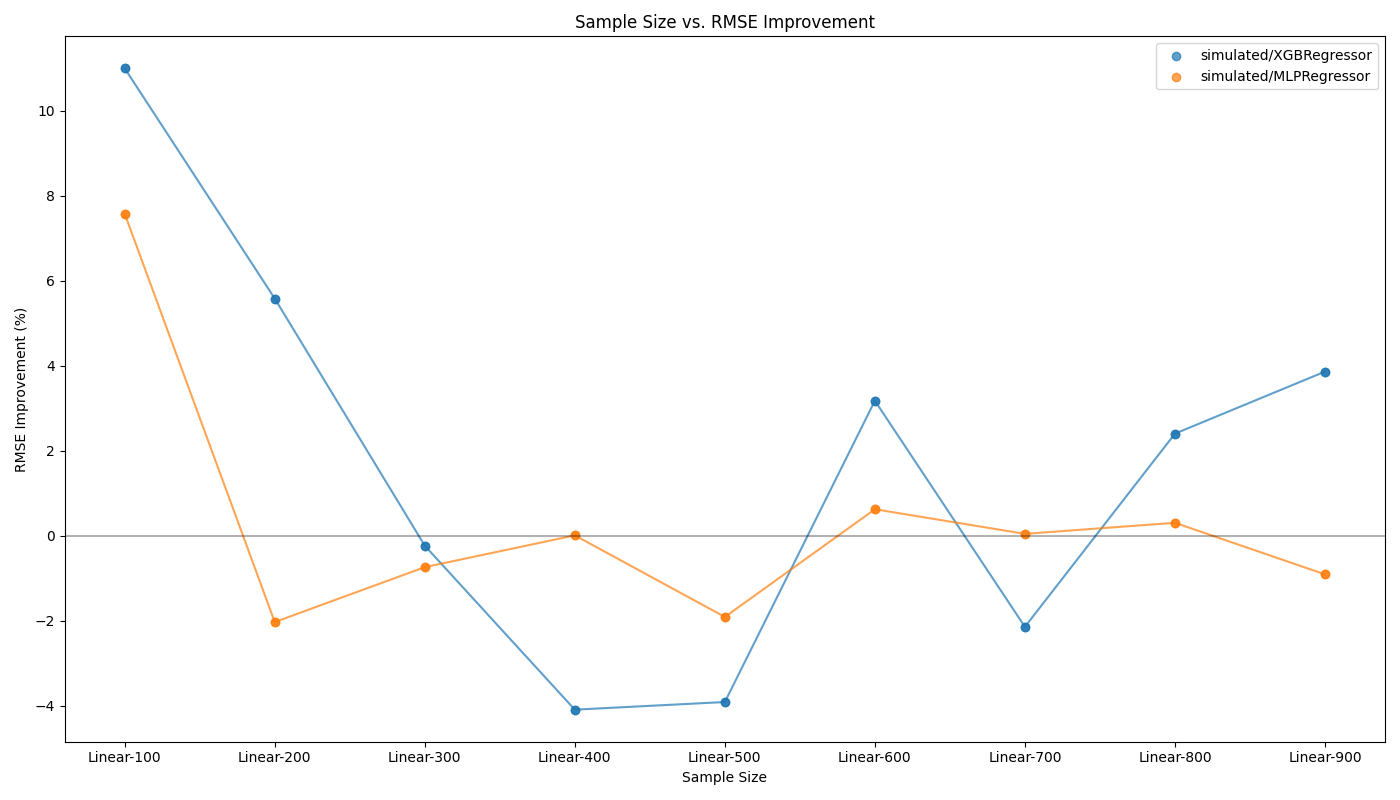 Sample Size vs. RMSE Improvement
simulated/XGBRegressor
simulated/MLPRegressor
RMSE Improvement (%)
10
8
6
4
2
0
−2
−4
Linear-100 Linear-200 Linear-300 Linear-400 Linear-500 Linear-600 Linear-700 Linear-800 Linear-900
Sample Size